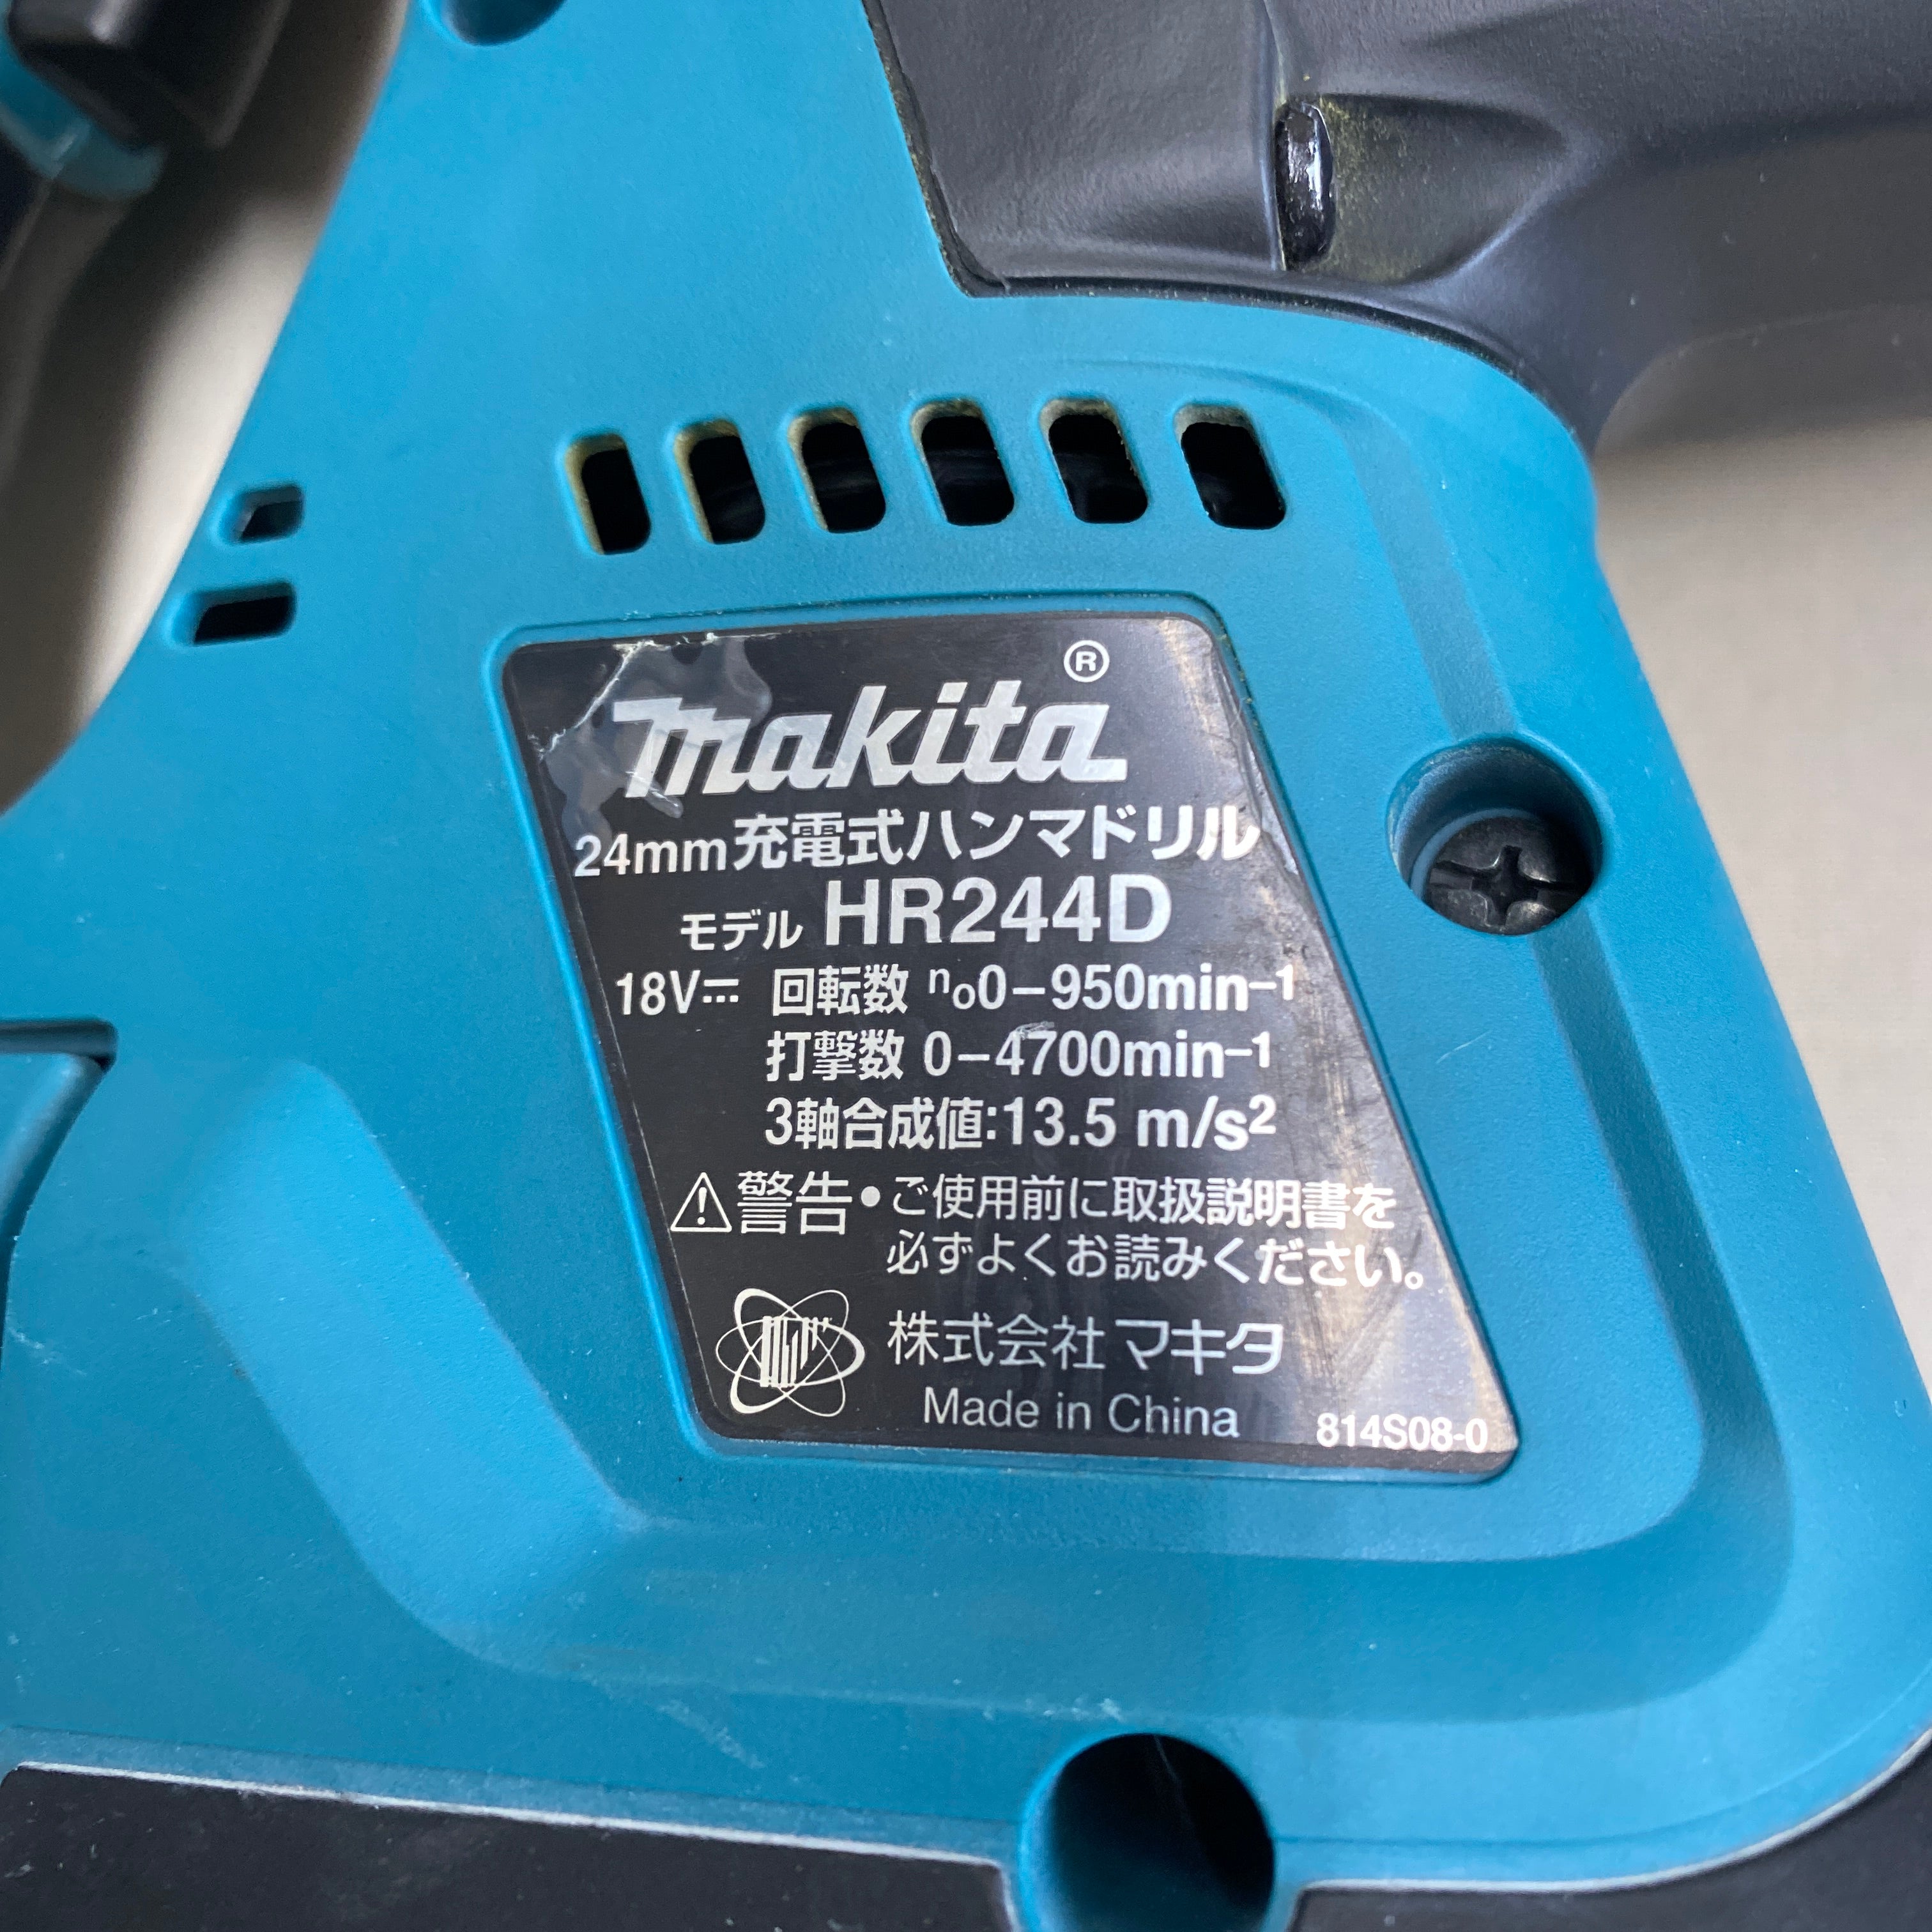 makita®
24mm充電式ハンマドリル
モデル HR244D
18V⎓ 回転数 n₀0-950min⁻¹
打撃数 0-4700min⁻¹
3軸合成値:13.5 m/s²
⚠警告•ご使用前に取扱説明書を
必ずよくお読みください。
株式会社 マキタ
Made in China 814S08-0